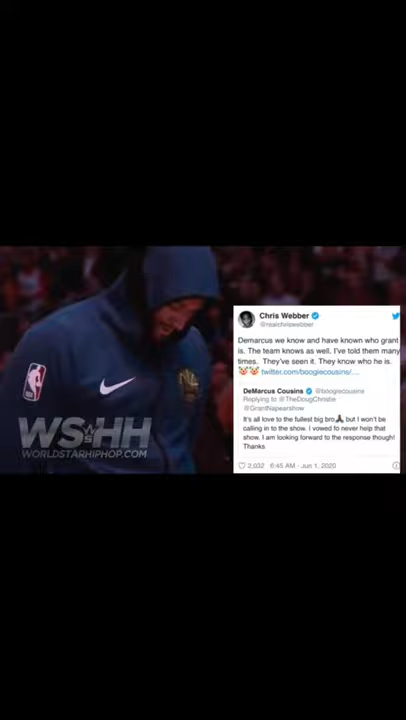 Chris Webber
@realchriswebber
Demarcus we know and have known who grant
is. The team knows as well. I've told them many
times. They've seen it. They know who he is.
🤡🤡 twitter.com/boogiecousins/....
DeMarcus Cousins @boogiecousins
Replying to @TheDougChristie
@GrantNapearshow
It's all love to the fullest big bro🙏🏾 but I won't be
calling in to the show. I vowed to never help that
show. I am looking forward to the response though!
Thanks
2,032 6:45 AM - Jun 1, 2020
WSHH
WORLDSTARHIPHOP.COM